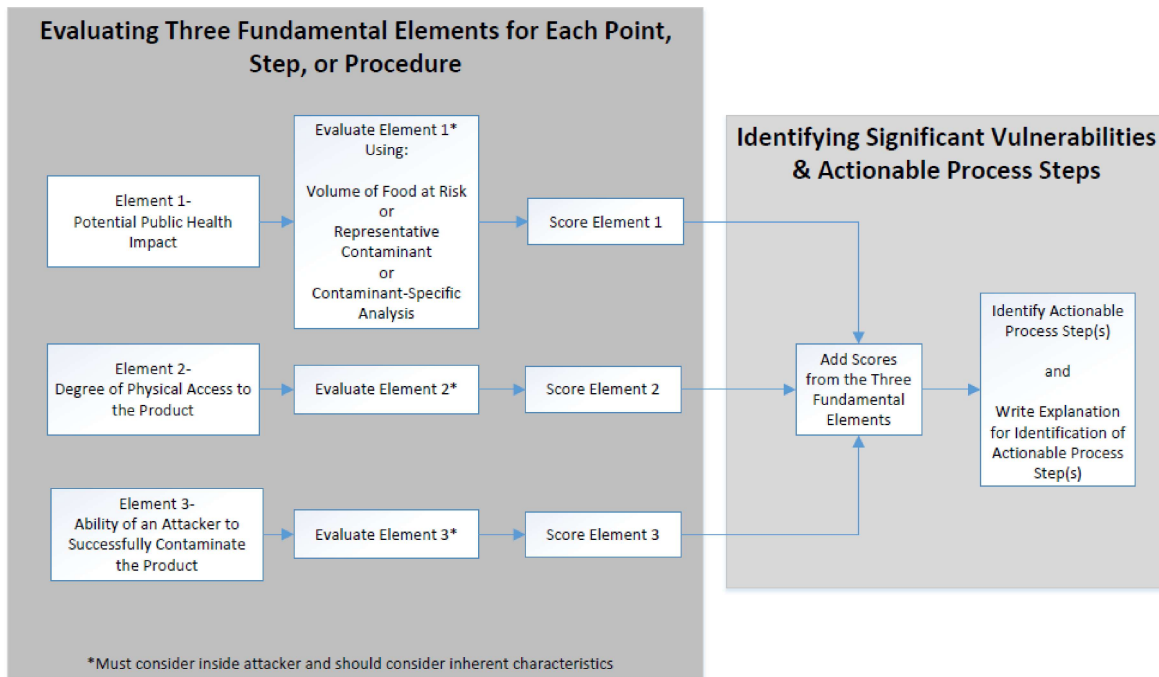 Evaluating Three Fundamental Elements for Each Point,
Step, or Procedure
Element 1-
Potential Public Health
Impact
Evaluate Element 1*
Using:
Volume of Food at Risk
or
Representative
Contaminant
or
Contaminant-Specific
Analysis
Score Element 1
Element 2-
Degree of Physical Access to
the Product
Evaluate Element 2*
Score Element 2
Element 3-
Ability of an Attacker to
Successfully Contaminate
the Product
Evaluate Element 3*
Score Element 3
*Must consider inside attacker and should consider inherent characteristics
Identifying Significant Vulnerabilities
& Actionable Process Steps
Add Scores
from the Three
Fundamental
Elements
Identify Actionable
Process Step(s)
and
Write Explanation
for Identification of
Actionable Process
Step(s)